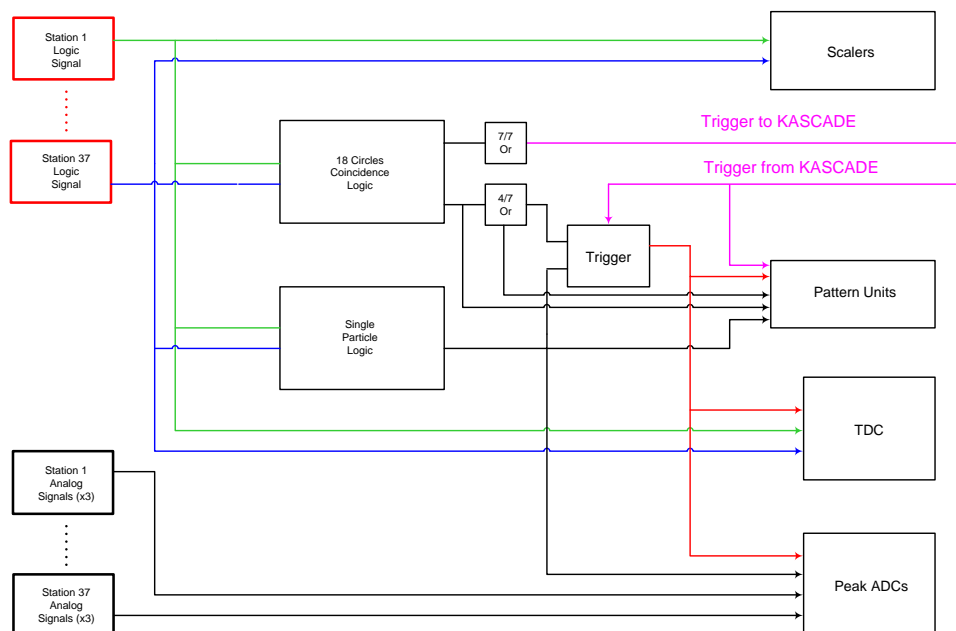 Station 1
Logic
Signal
Scalers
Station 37
Logic
Signal
18 Circles
Coincidence
Logic
7/7
Or
Trigger to KASCADE
Trigger from KASCADE
4/7
Or
Trigger
Pattern Units
Single
Particle
Logic
TDC
Station 1
Analog
Signals (x3)
Station 37
Analog
Signals (x3)
Peak ADCs